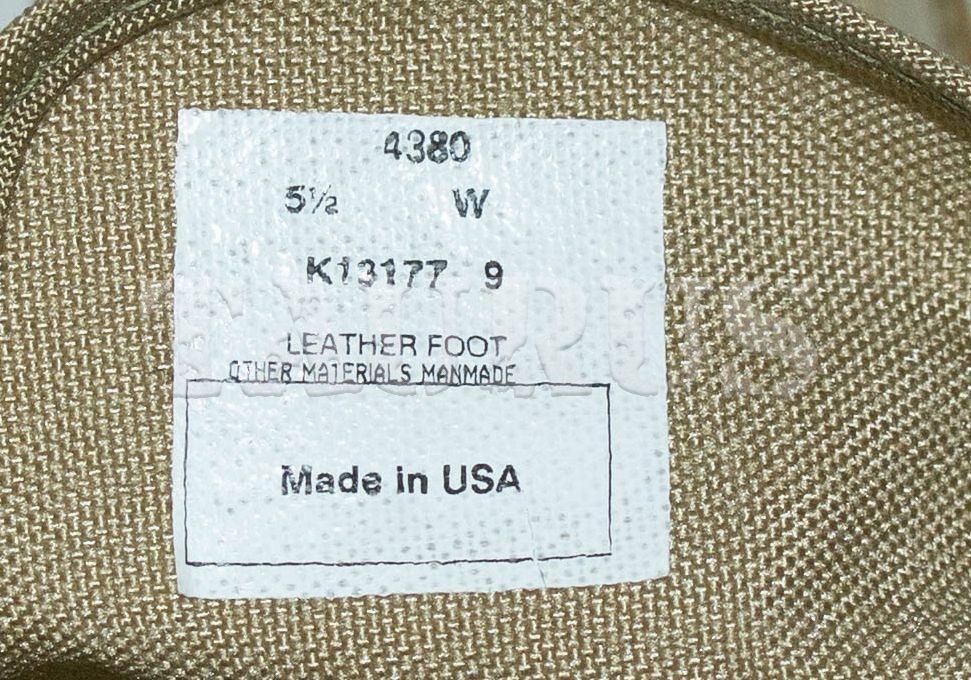 4380
5½ W
K13177 9
LEATHER FOOT
OTHER MATERIALS MANMADE
Made in USA